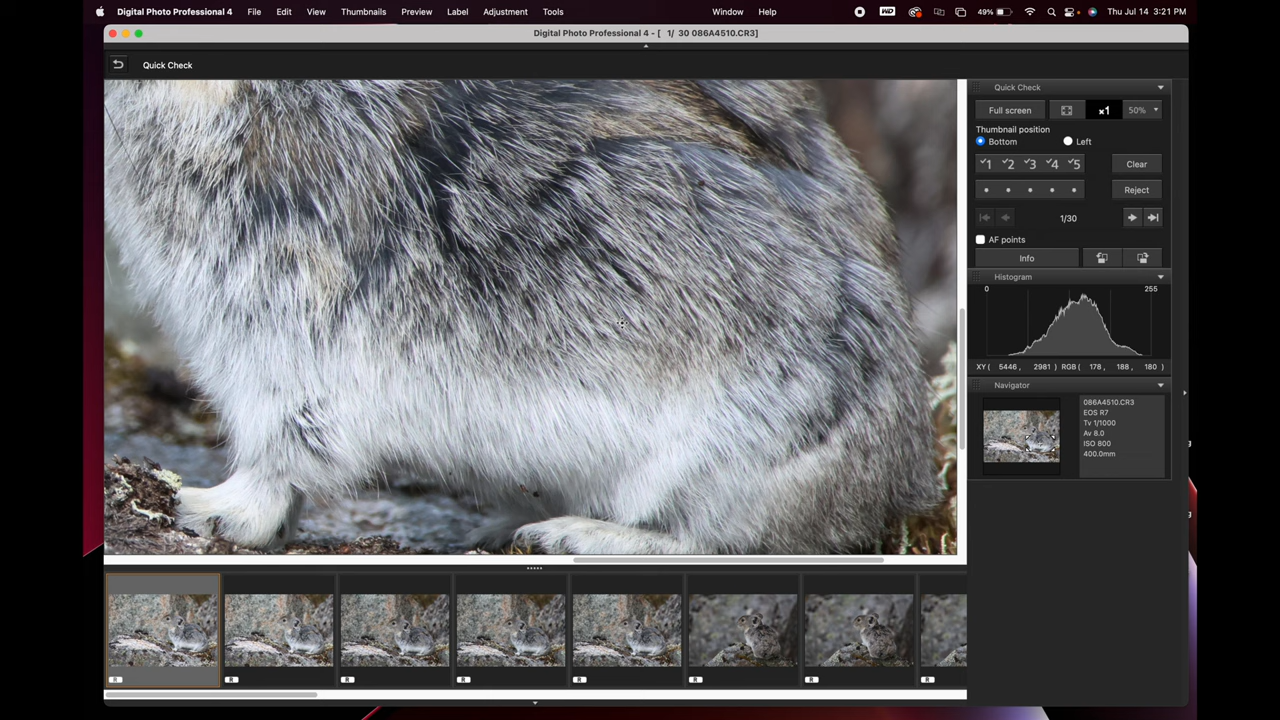 Digital Photo Professional 4 File Edit View Thumbnails Preview Label Adjustment Tools Window Help WD 49% Thu Jul 14 3:21 PM
Digital Photo Professional 4 - [ 1/ 30 086A4510.CR3]
Quick Check
Quick Check
Full screen x1 50%
Thumbnail position
Bottom Left
1 2 3 4 5 Clear
Reject
1/30
AF points
Info
Histogram
0 255
XY( 5446, 2981 ) RGB( 178, 188, 180 )
Navigator
086A4510.CR3
EOS R7
Tv 1/1000
Av 8.0
ISO 800
400.0mm
g
g
R R R R R R R R